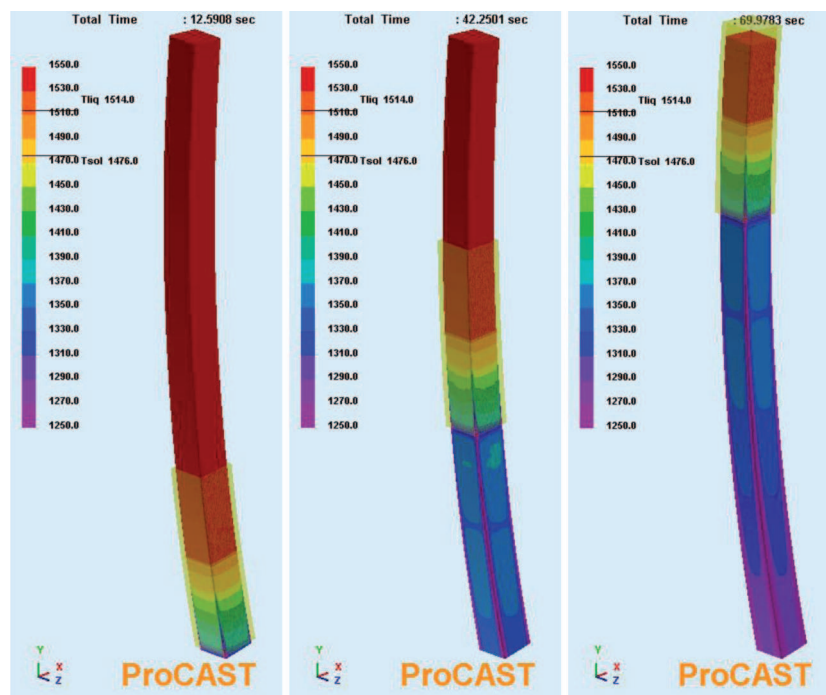 Total Time : 12.5908 sec
1550.0
1530.0
Tliq 1514.0
1510.0
1490.0
1470.0 Tsol 1476.0
1450.0
1430.0
1410.0
1390.0
1370.0
1350.0
1330.0
1310.0
1290.0
1270.0
1250.0
Y
X
Z
ProCAST
Total Time : 42.2501 sec
1550.0
1530.0
Tliq 1514.0
1510.0
1490.0
1470.0 Tsol 1476.0
1450.0
1430.0
1410.0
1390.0
1370.0
1350.0
1330.0
1310.0
1290.0
1270.0
1250.0
Y
X
Z
ProCAST
Total Time : 69.9783 sec
1550.0
1530.0
Tliq 1514.0
1510.0
1490.0
1470.0 Tsol 1476.0
1450.0
1430.0
1410.0
1390.0
1370.0
1350.0
1330.0
1310.0
1290.0
1270.0
1250.0
Y
X
Z
ProCAST